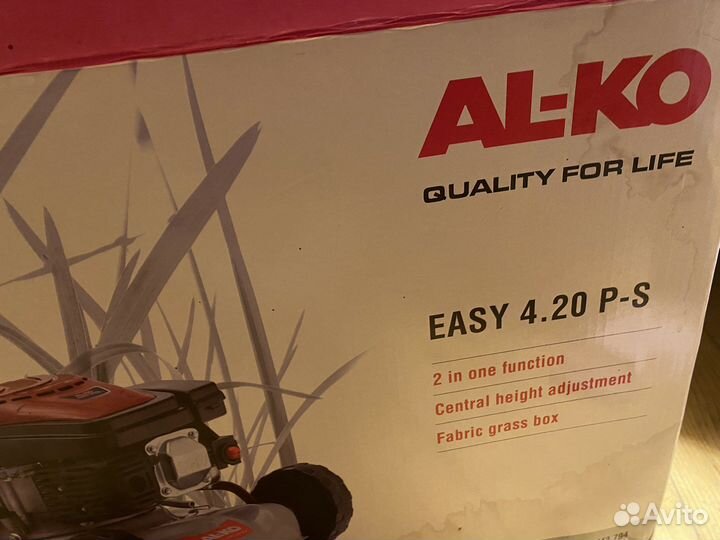 AL-KO
QUALITY FOR LIFE
EASY 4.20 P-S
2 in one function
Central height adjustment
Fabric grass box
Avito